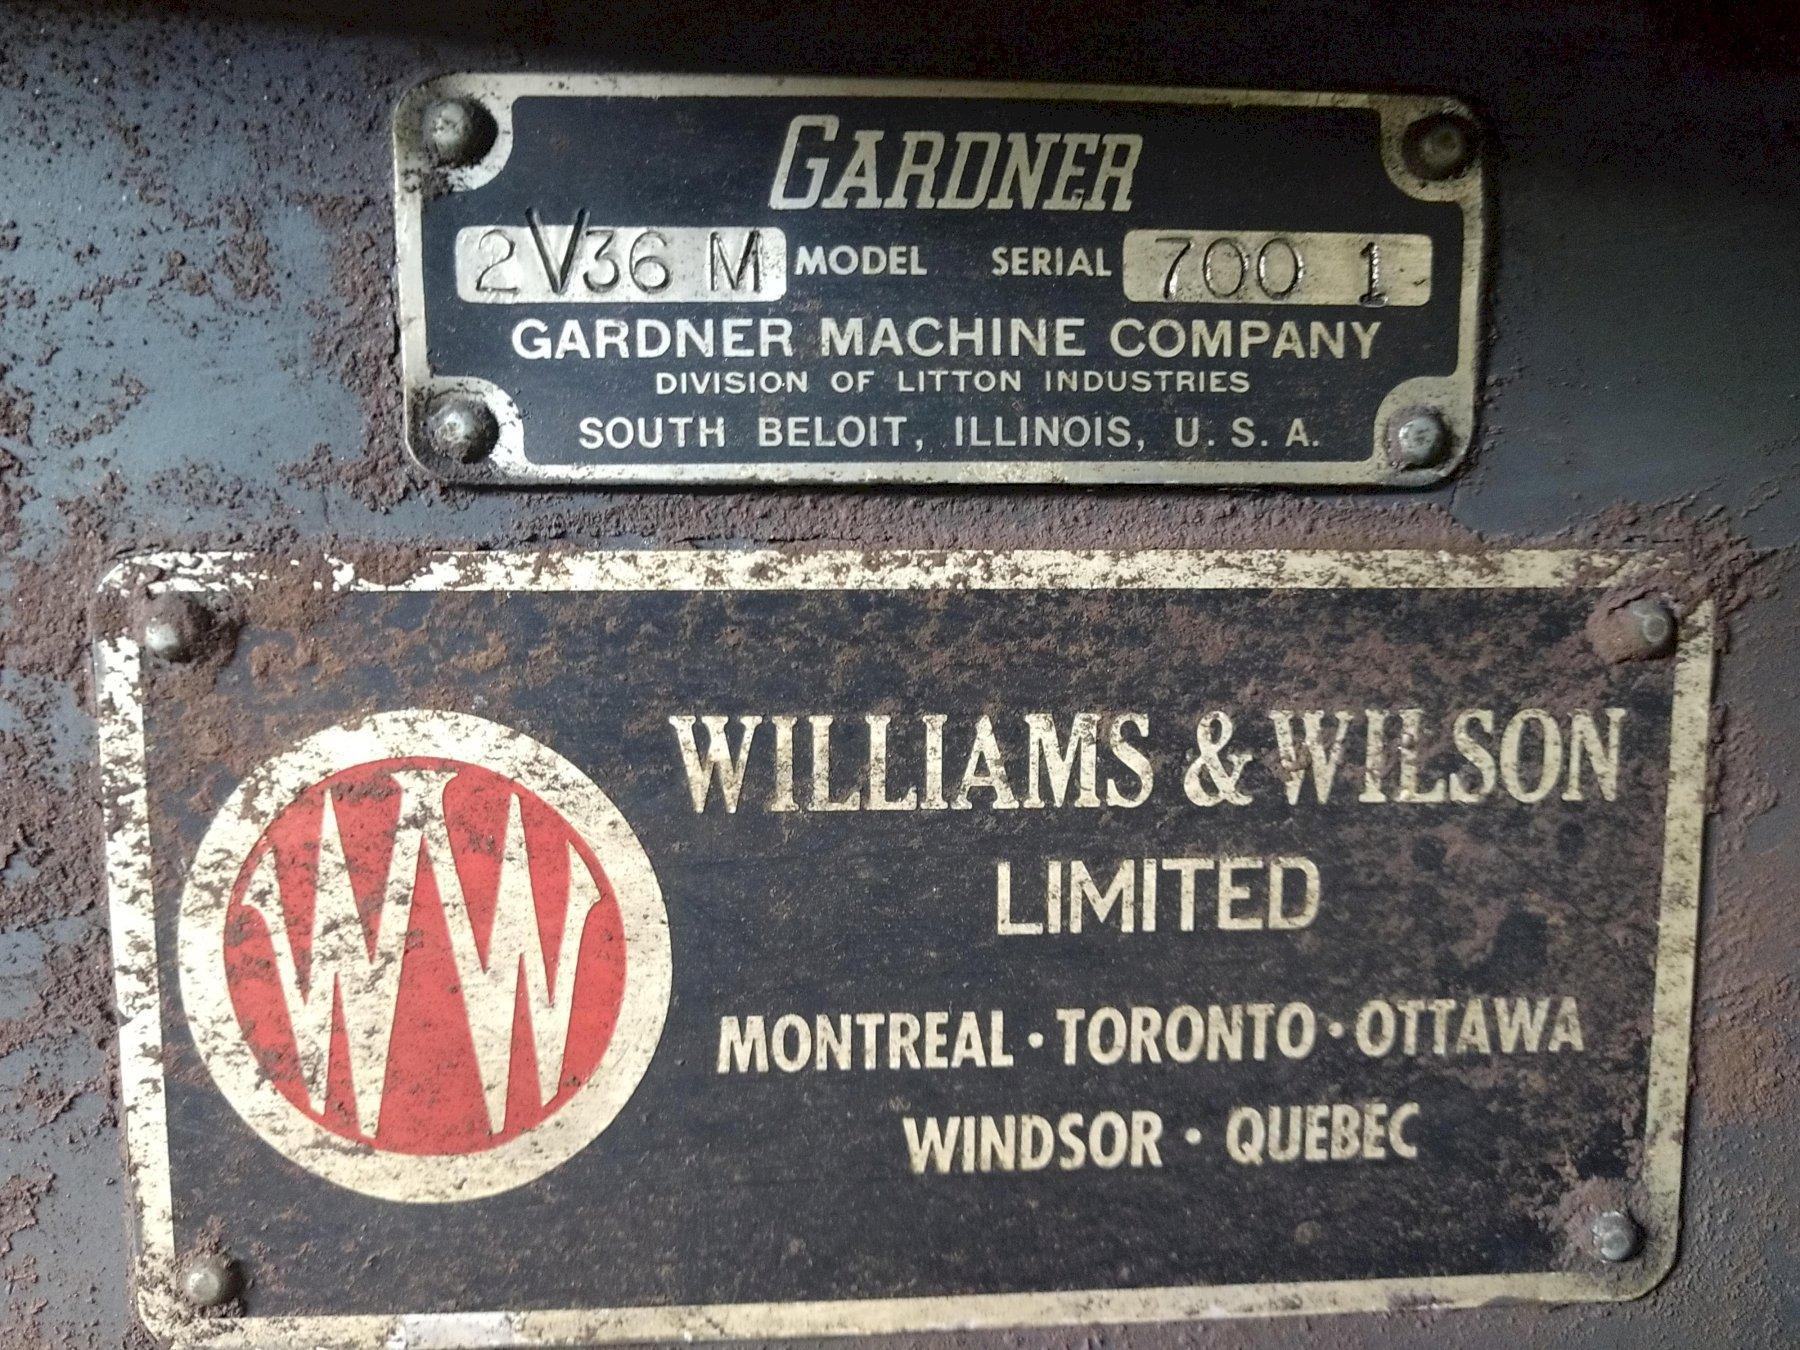 GARDNER
2V36 M MODEL SERIAL 700 1
GARDNER MACHINE COMPANY
DIVISION OF LITTON INDUSTRIES
SOUTH BELOIT, ILLINOIS, U. S. A.
WW
WILLIAMS & WILSON
LIMITED
MONTREAL · TORONTO · OTTAWA
WINDSOR · QUEBEC